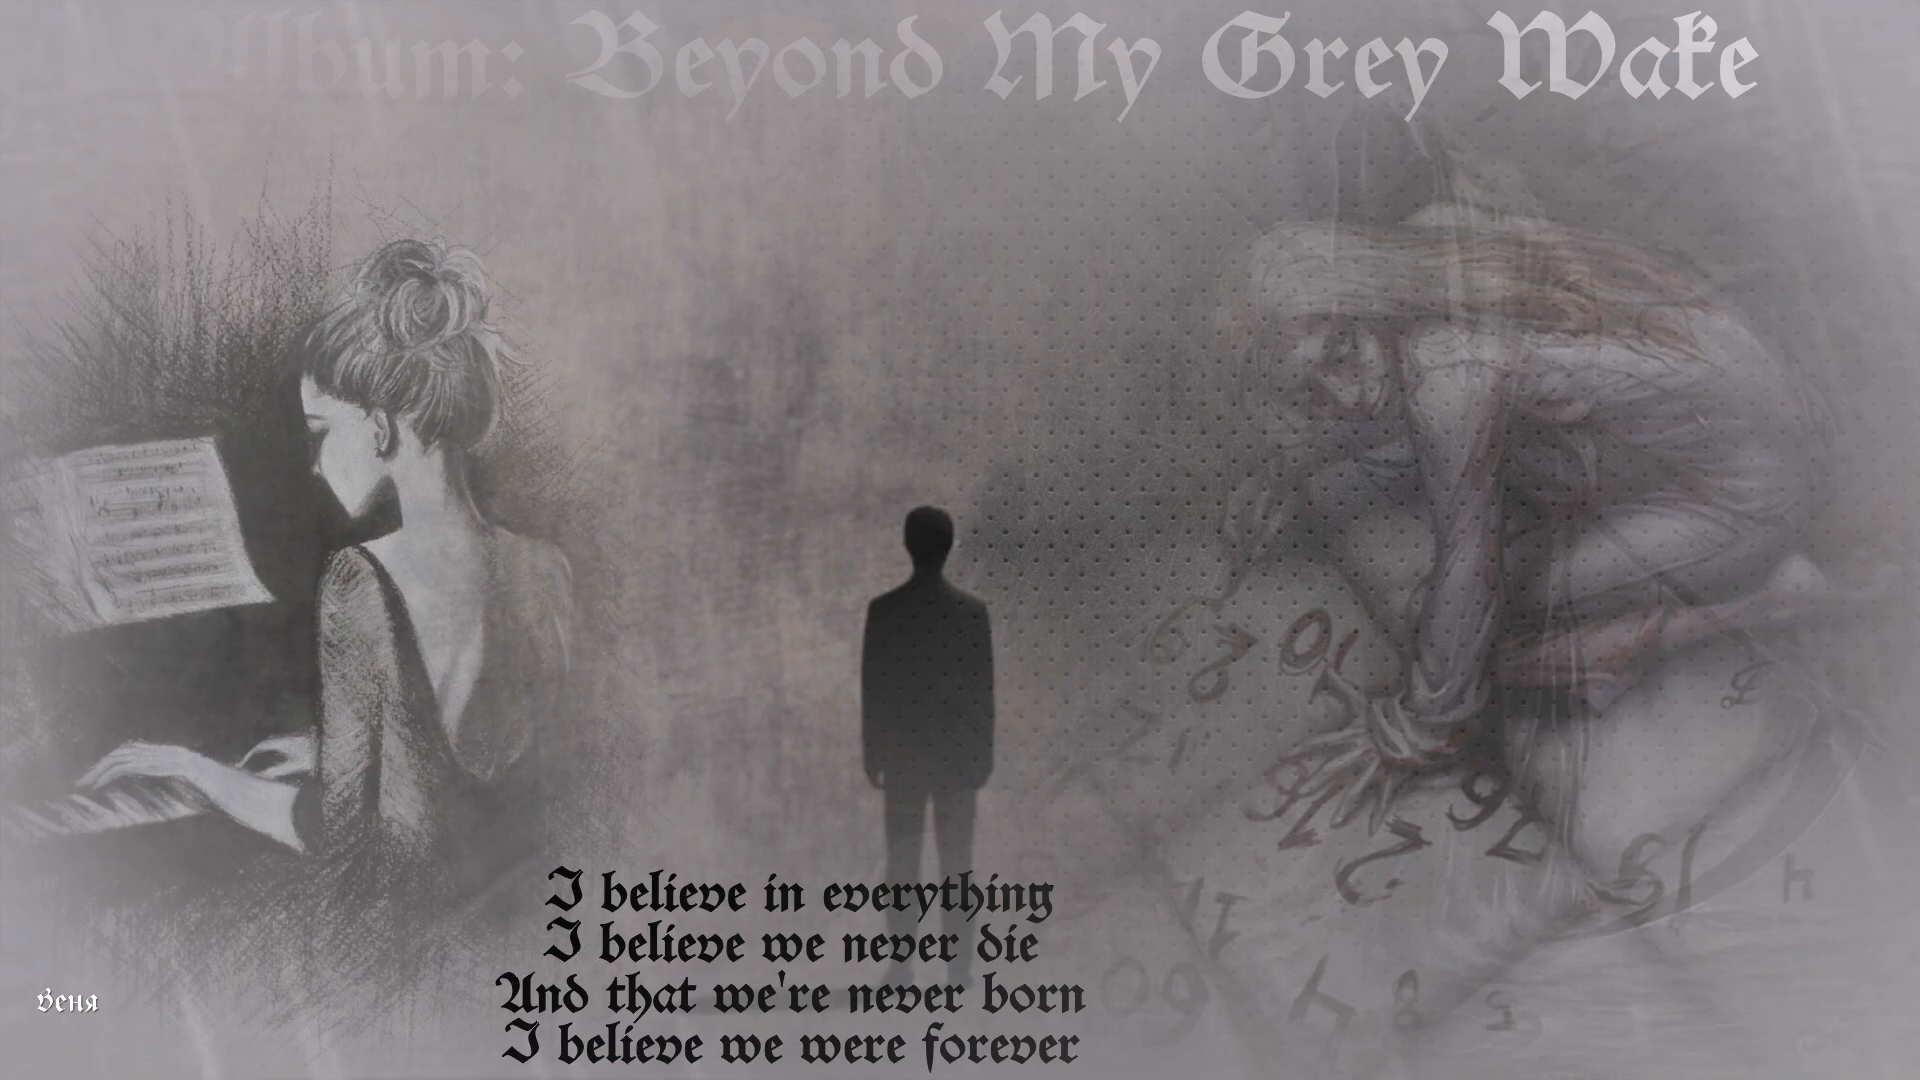 Album: Beyond My Grey Wake
I believe in everything
I believe we never die
And that we're never born
I believe we were forever
Веня